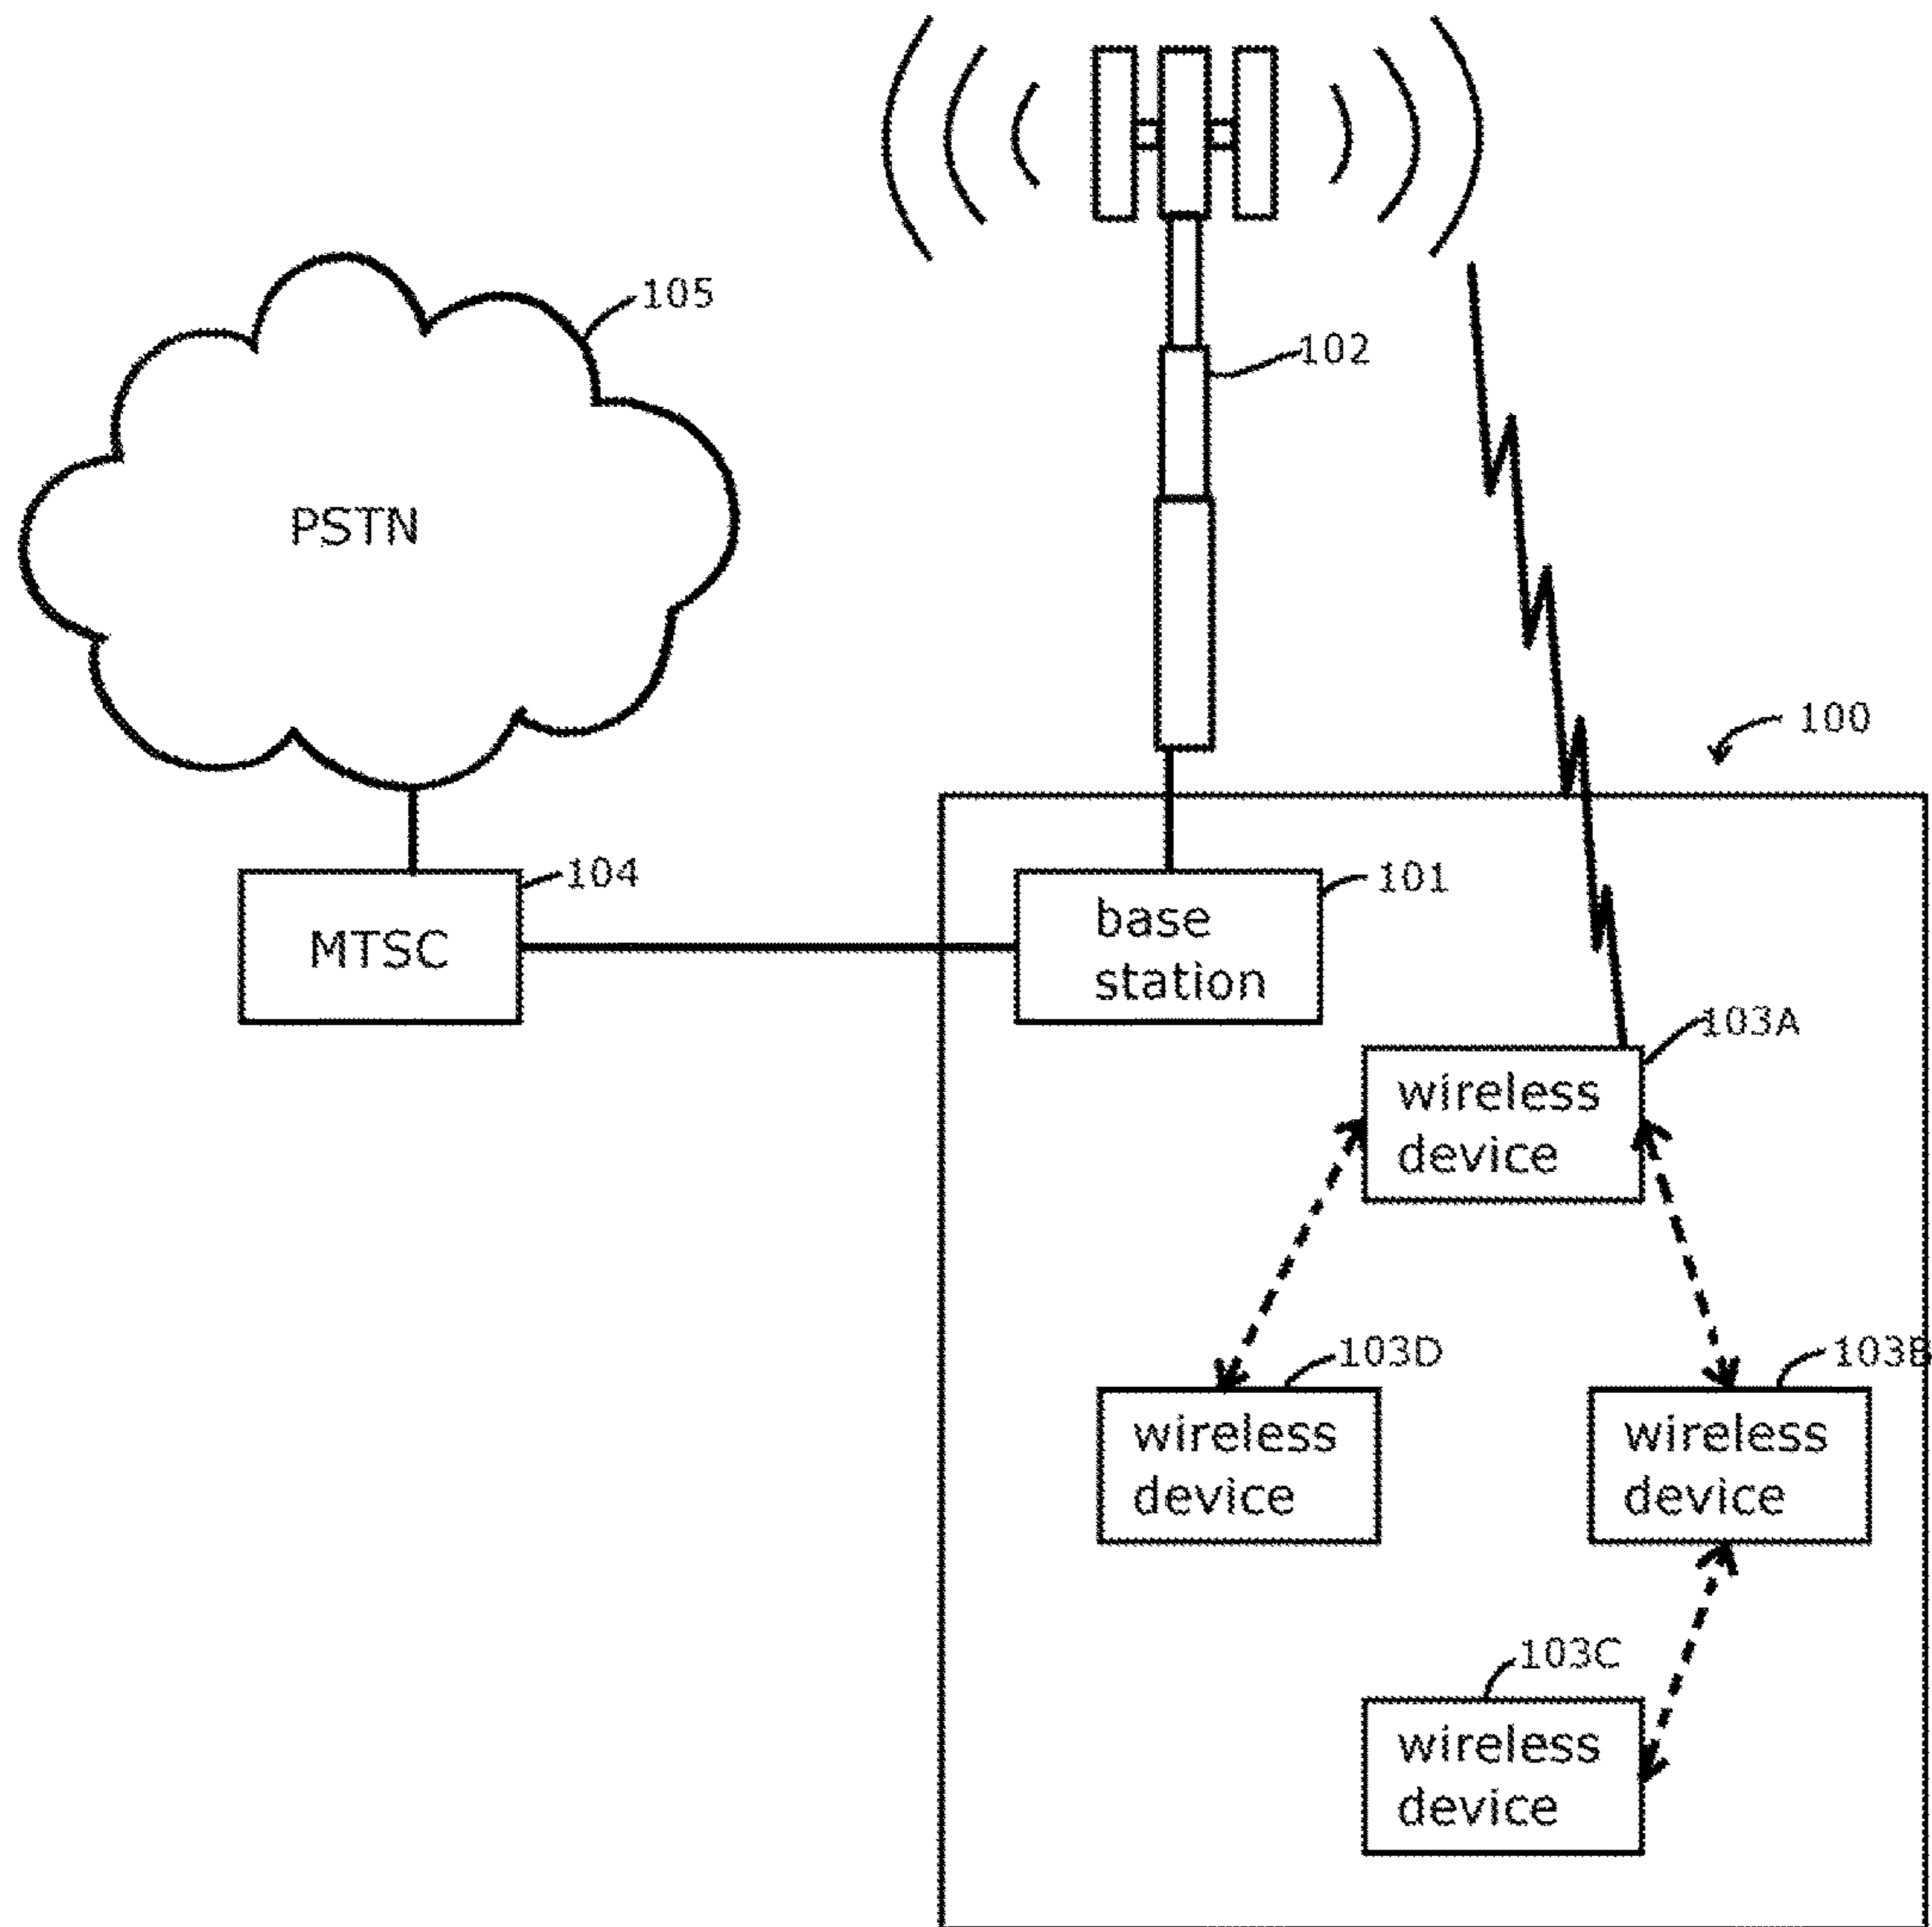 105
102
PSTN
100
104
101
MTSC
base
station
103A
wireless
device
103D
103B
wireless
device
wireless
device
103C
wireless
device